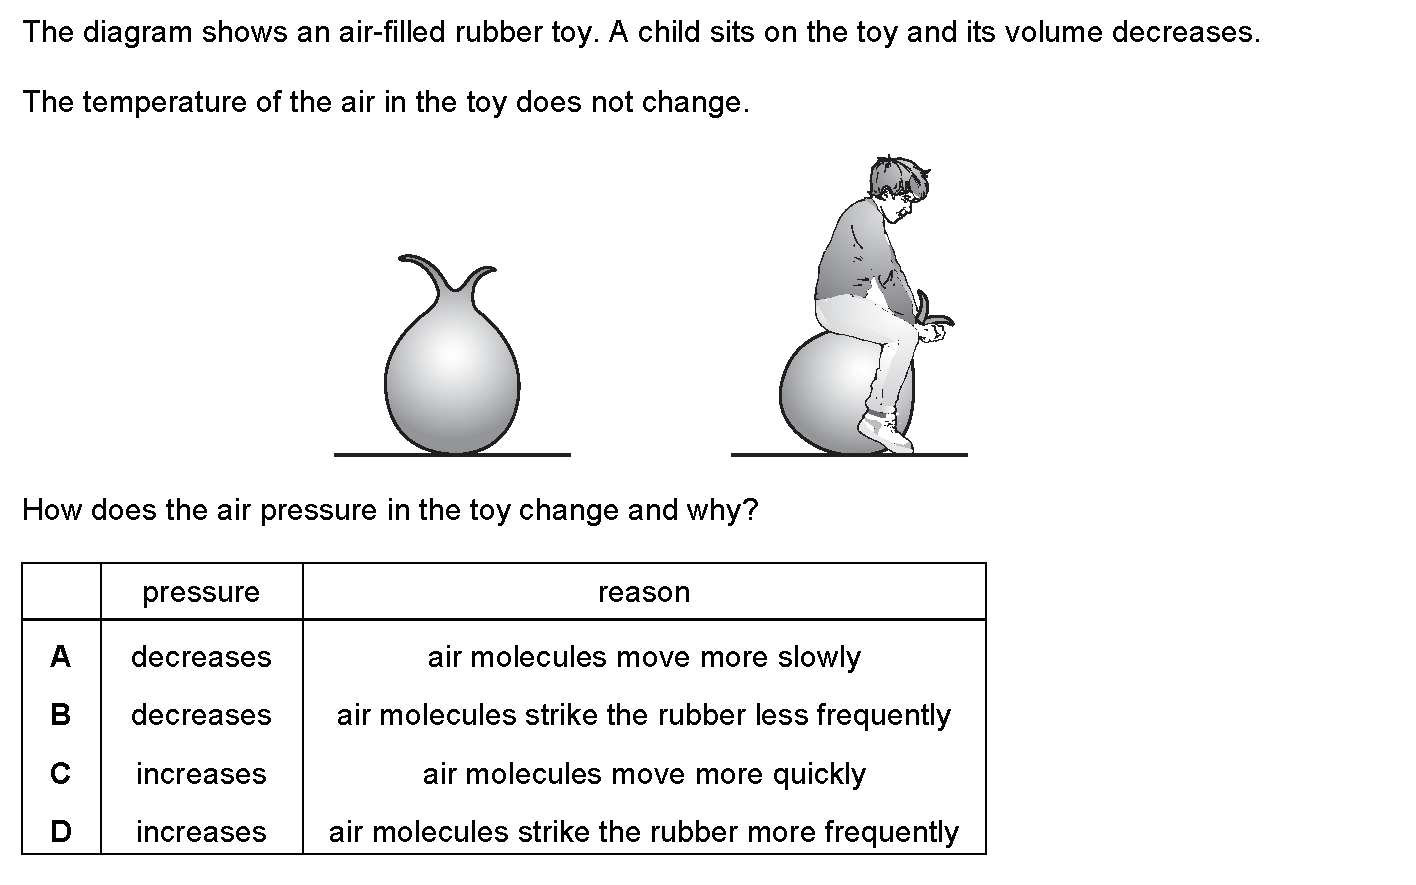 The diagram shows an air-filled rubber toy. A child sits on the toy and its volume decreases.
The temperature of the air in the toy does not change.
How does the air pressure in the toy change and why?
pressure reason
A decreases air molecules move more slowly
B decreases air molecules strike the rubber less frequently
C increases air molecules move more quickly
D increases air molecules strike the rubber more frequently